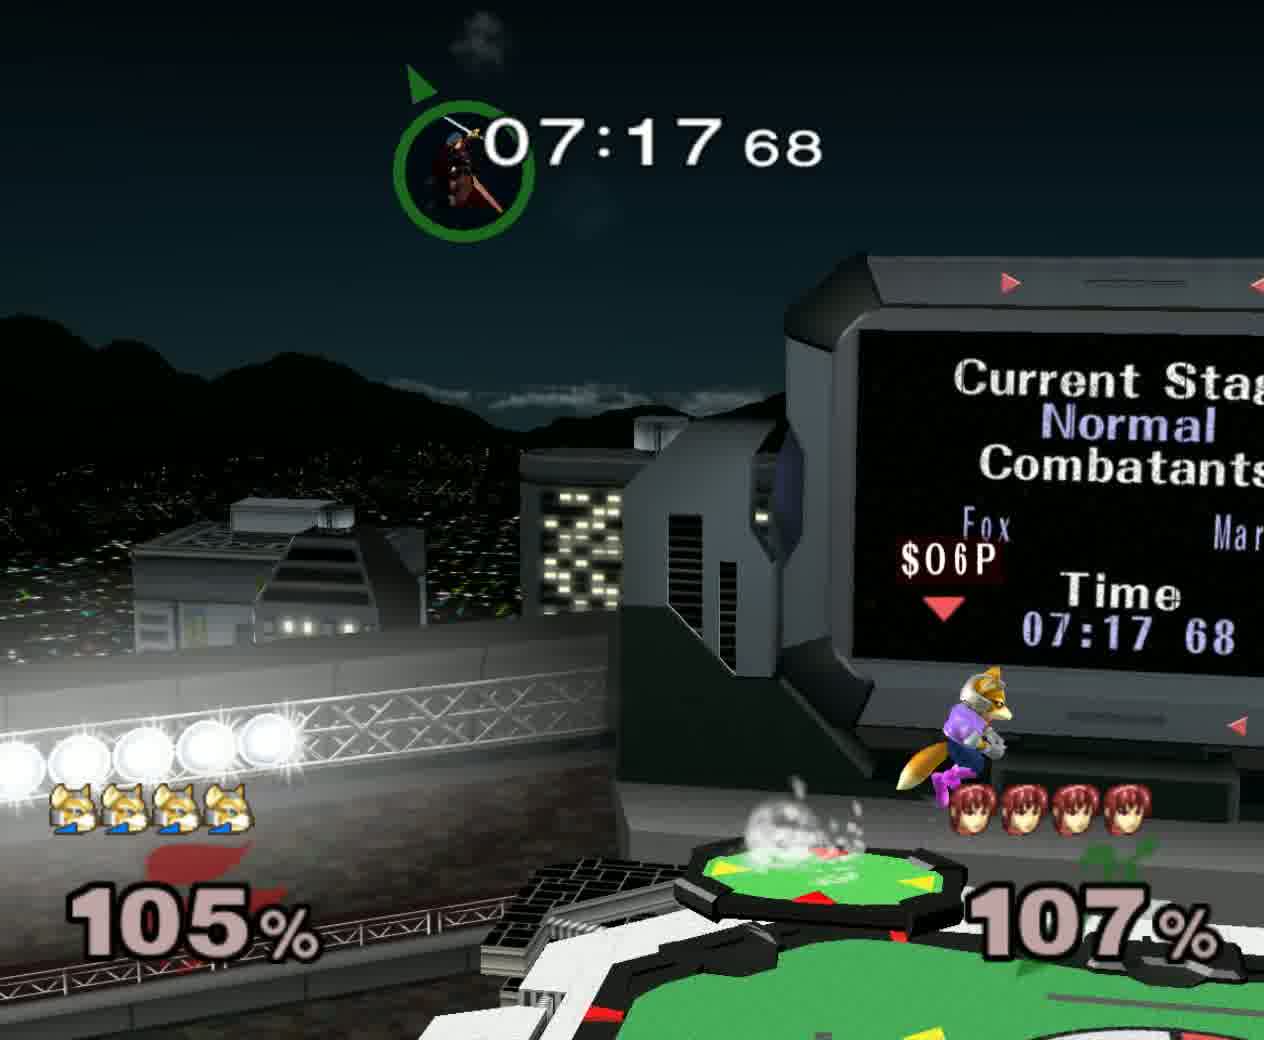 07:17 68
Current Stag
Normal
Combatants
Fox Mar
$06P
Time
07:17 68
105% 107%